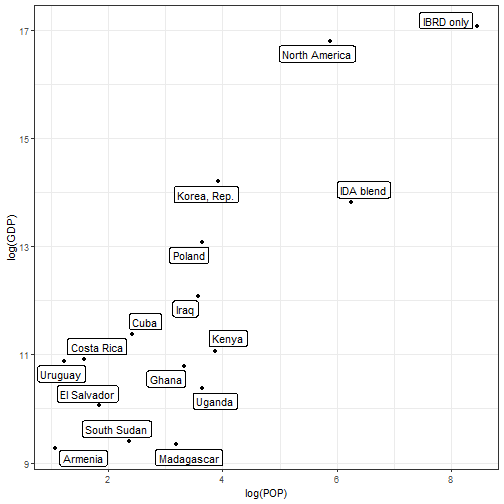 IBRD only
17
North America
15
IDA blend
Korea, Rep.
log(GDP)
13
Poland
Iraq
Cuba
Kenya
Costa Rica
11
Uruguay
Ghana
El Salvador
Uganda
South Sudan
Armenia
Madagascar
9
2
4
6
8
log(POP)